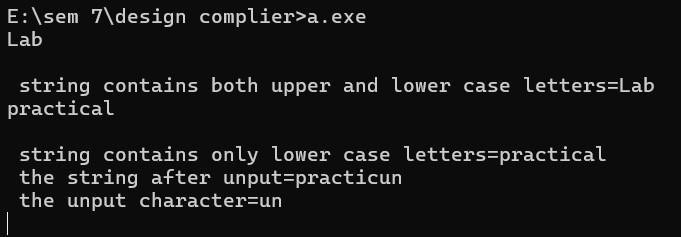 E:\sem 7\design complier>a.exe
Lab
string contains both upper and lower case letters=Lab
practical
string contains only lower case letters=practical
the string after unput=practicun
the unput character=un